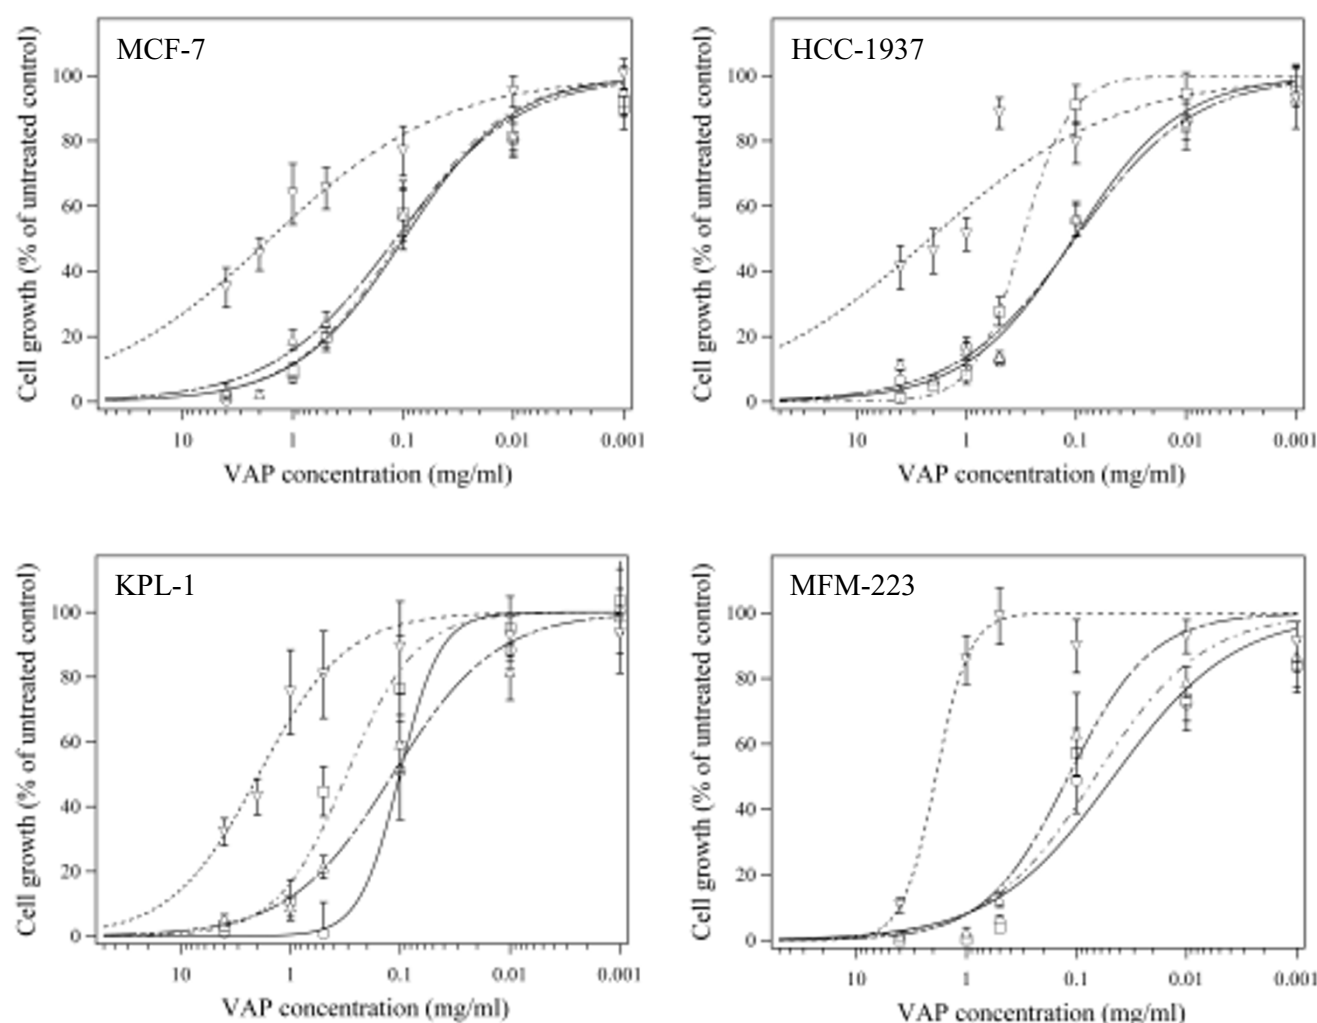 MCF-7
Cell growth (% of untreated control)
100
80
60
40
20
0
10 1 0.1 0.01 0.001
VAP concentration (mg/ml)
HCC-1937
Cell growth (% of untreated control)
100
80
60
40
20
0
10 1 0.1 0.01 0.001
VAP concentration (mg/ml)
KPL-1
Cell growth (% of untreated control)
100
80
60
40
20
0
10 1 0.1 0.01 0.001
VAP concentration (mg/ml)
MFM-223
Cell growth (% of untreated control)
100
80
60
40
20
0
10 1 0.1 0.01 0.001
VAP concentration (mg/ml)